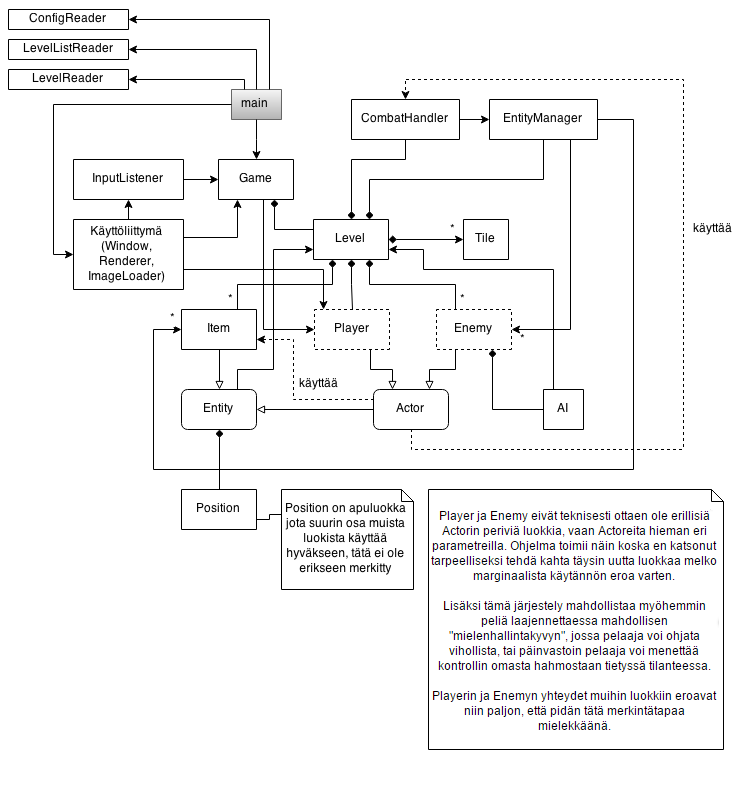 ConfigReader
LevelListReader
LevelReader
main
CombatHandler
EntityManager
InputListener
Game
käyttää
Käyttöliittymä
(Window,
Renderer,
ImageLoader)
Level
*
Tile
*
*
*
Item
Player
Enemy
*
käyttää
Entity
Actor
AI
Position
Position on apuluokka
jota suurin osa muista
luokista käyttää
hyväkseen, tätä ei ole
erikseen merkitty
Player ja Enemy eivät teknisesti ottaen ole erillisiä
Actorin periviä luokkia, vaan Actoreita hieman eri
parametreilla. Ohjelma toimii näin koska en katsonut
tarpeelliseksi tehdä kahta täysin uutta luokkaa melko
marginaalista käytännön eroa varten.
Lisäksi tämä järjestely mahdollistaa myöhemmin
peliä laajennettaessa mahdollisen
"mielenhallintakyvyn", jossa pelaaja voi ohjata
vihollista, tai päinvastoin pelaaja voi menettää
kontrollin omasta hahmostaan tietyssä tilanteessa.
Playerin ja Enemyn yhteydet muihin luokkiin eroavat
niin paljon, että pidän tätä merkintätapaa
mielekkäänä.